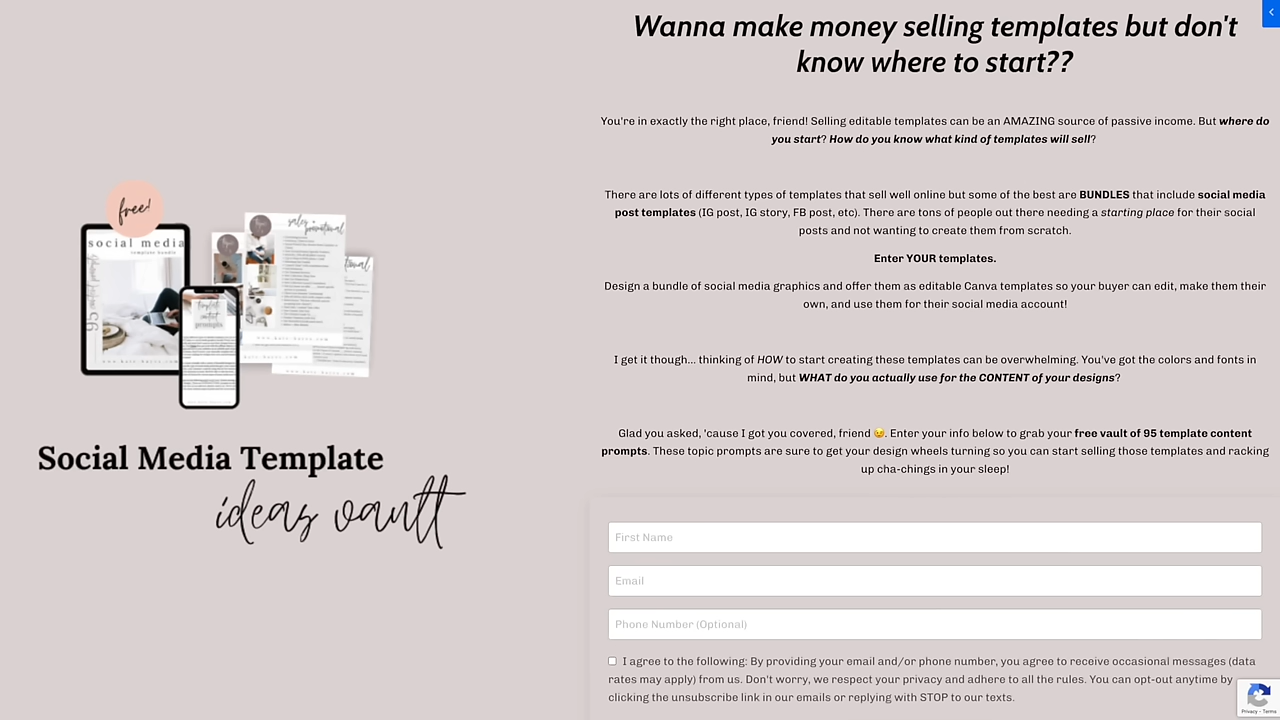 Wanna make money selling templates but don't
know where to start??
You're in exactly the right place, friend! Selling editable templates can be an AMAZING source of passive income. But where do
you start? How do you know what kind of templates will sell?
There are lots of different types of templates that sell well online but some of the best are BUNDLES that include social media
post templates (IG post, IG story, FB post, etc). There are tons of people out there needing a starting place for their social
posts and not wanting to create them from scratch.
Enter YOUR templates.
Design a bundle of social media graphics and offer them as editable Canva templates so your buyer can edit, make them their
own, and use them for their social media account!
I get it though... thinking of how to start creating those templates can be overwhelming. You've got the colors and fonts in
mind, but WHAT do you actually use for the CONTENT of your designs?
Glad you asked, 'cause I got you covered, friend 😉. Enter your info below to grab your free vault of 95 template content
prompts. These topic prompts are sure to get your design wheels turning so you can start selling those templates and racking
up cha-chings in your sleep!
free!
social media
template bundle
template
content
prompts
sales +
promotional
Social Media Template
ideas vault
First Name
Email
Phone Number (Optional)
I agree to the following: By providing your email and/or phone number, you agree to receive occasional messages (data
rates may apply) from us. Don't worry, we respect your privacy and adhere to all the rules. You can opt-out anytime by
clicking the unsubscribe link in our emails or replying with STOP to our texts.
Privacy - Terms